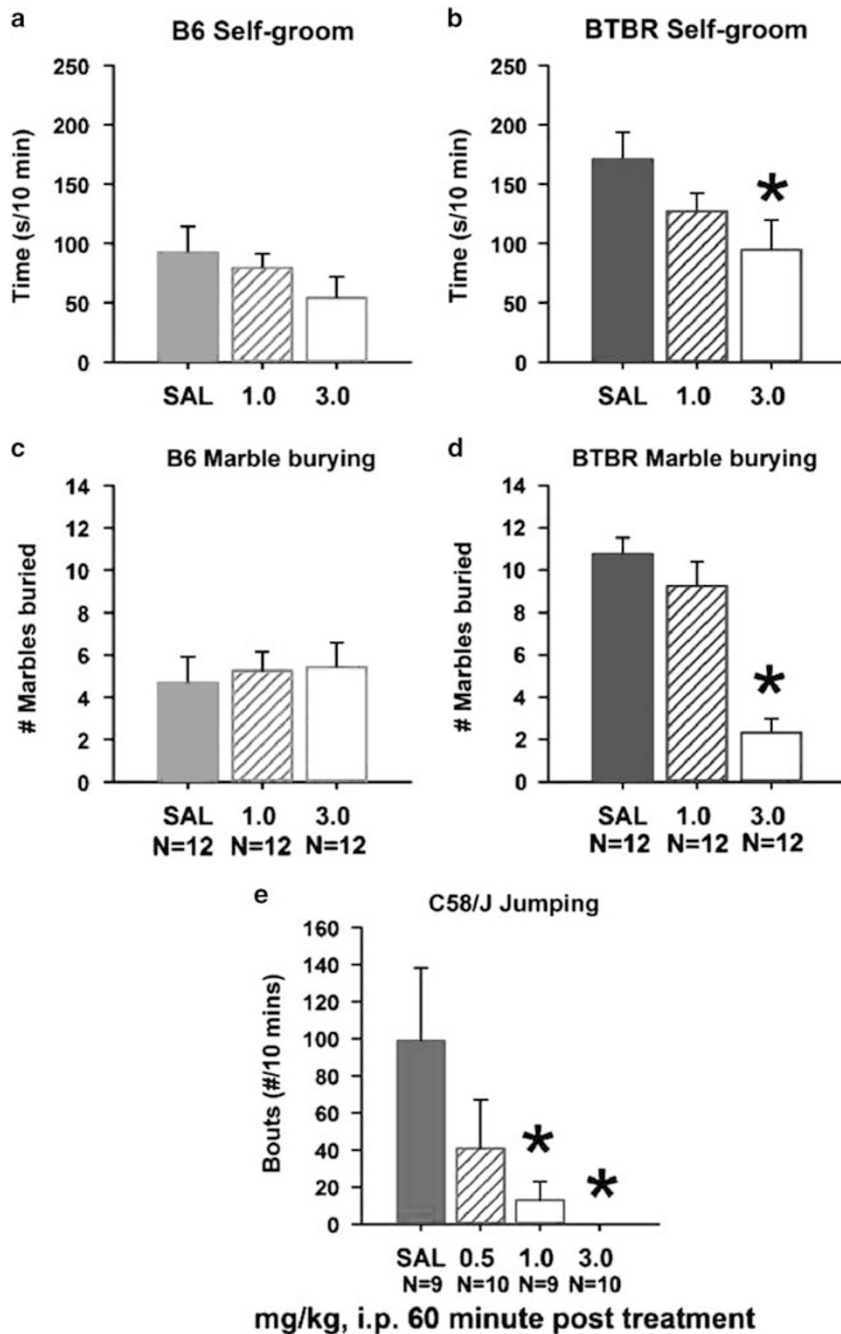 a
B6 Self-groom
Time (s/10 min)
250
200
150
100
50
0
SAL 1.0 3.0
b
BTBR Self-groom
Time (s/10 min)
250
200
150
100
50
0
*
SAL 1.0 3.0
c
B6 Marble burying
# Marbles buried
14
12
10
8
6
4
2
0
SAL 1.0 3.0
N=12 N=12 N=12
d
BTBR Marble burying
# Marbles buried
14
12
10
8
6
4
2
0
*
SAL 1.0 3.0
N=12 N=12 N=12
e
C58/J Jumping
Bouts (#/10 mins)
160
140
120
100
80
60
40
20
0
* *
SAL 0.5 1.0 3.0
N=9 N=10 N=9 N=10
mg/kg, i.p. 60 minute post treatment